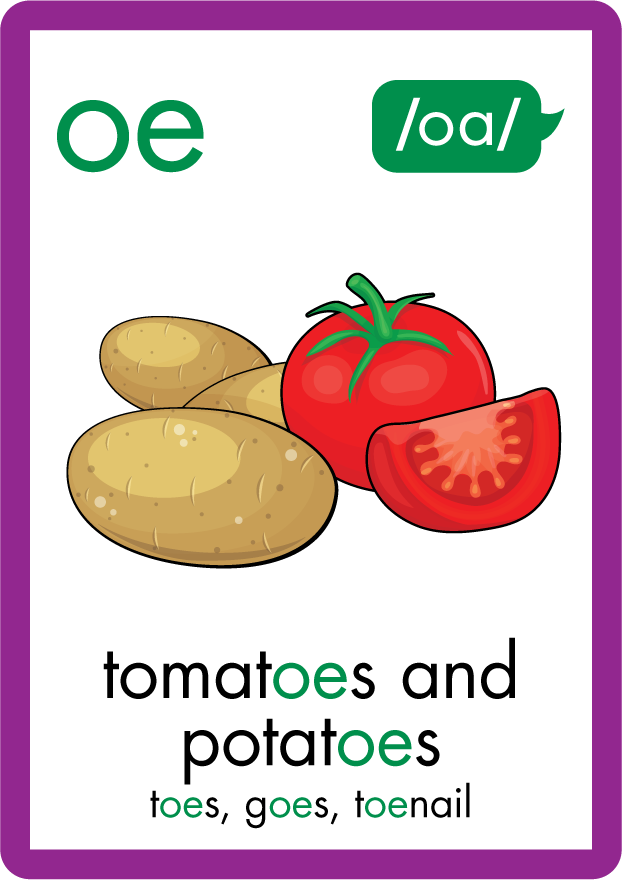 oe
/oa/
tomatoes and
potatoes
toes, goes, toenail